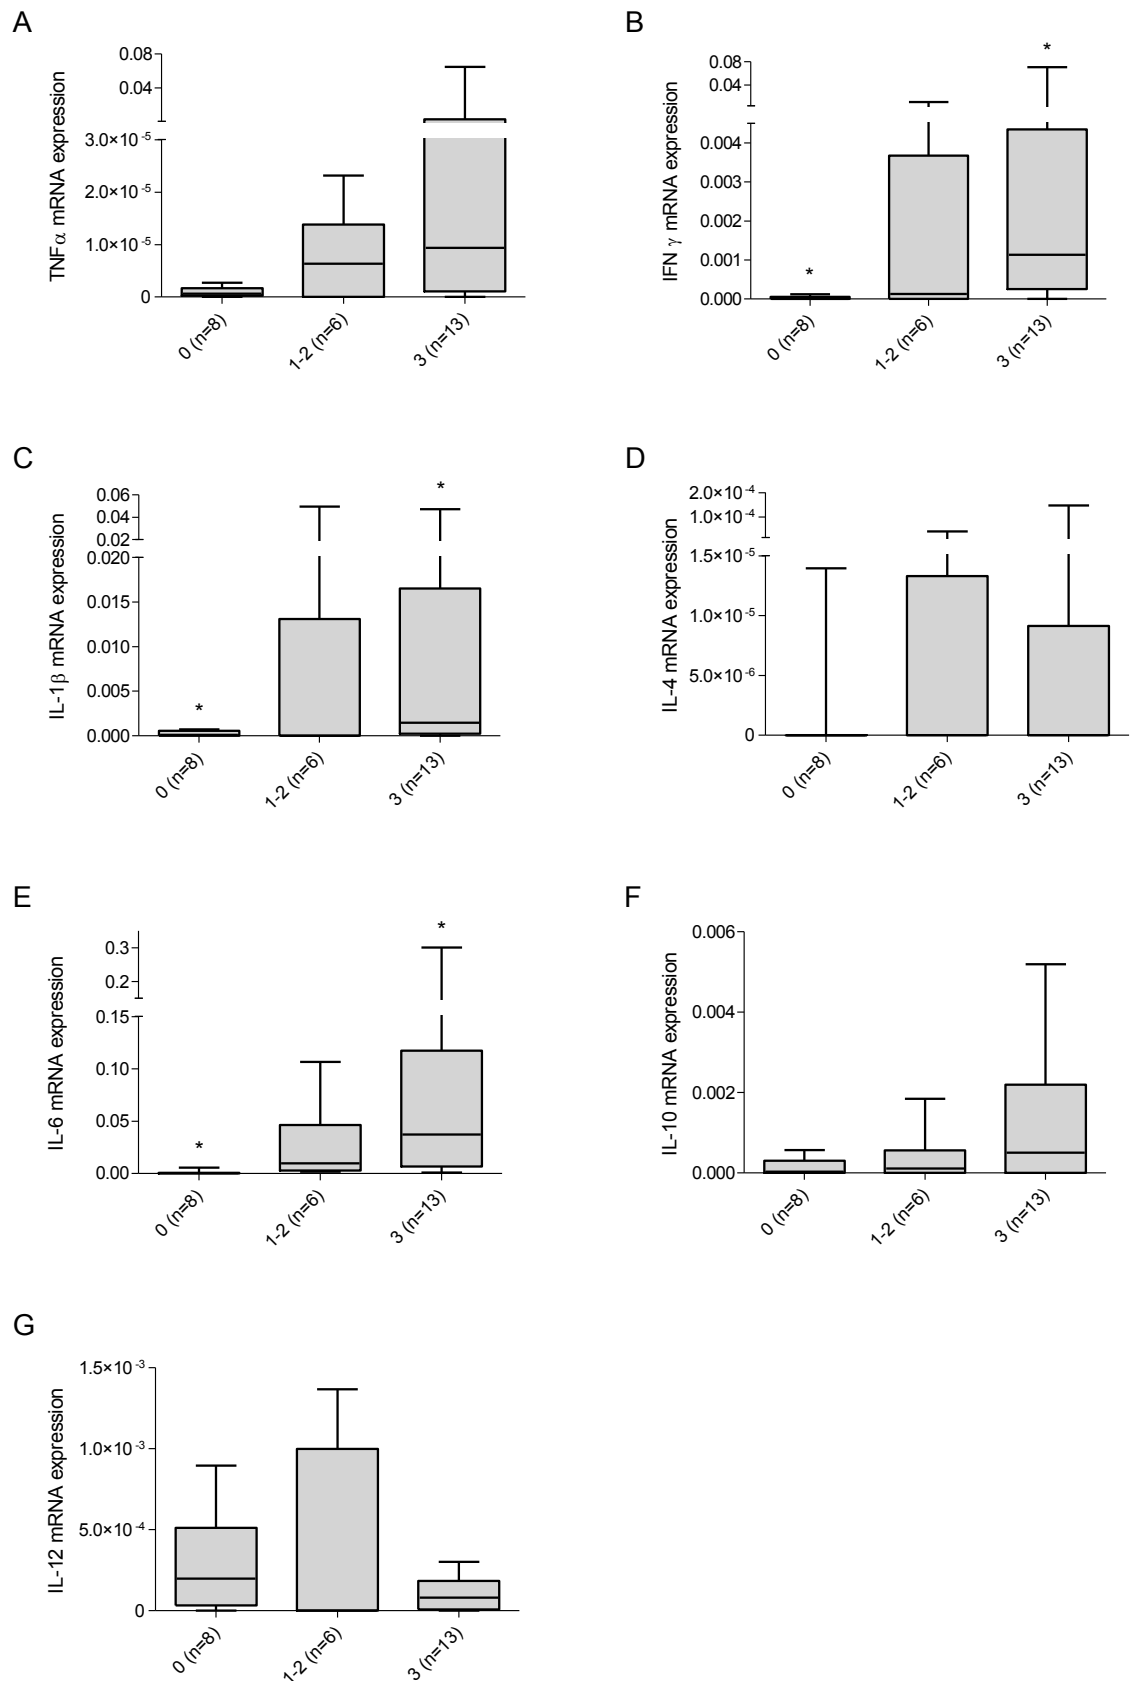 A
TNFα mRNA expression
0.08
0.04
3.0×10 -5
2.0×10 -5
1.0×10 -5
0
0 (n=8)
1-2 (n=6)
3 (n=13)
B
IFN γ mRNA expression
0.08
0.04
0.004
0.003
0.002
0.001
0.000
*
*
0 (n=8)
1-2 (n=6)
3 (n=13)
C
IL-1β mRNA expression
0.06
0.04
0.02
0.020
0.015
0.010
0.005
0.000
*
*
0 (n=8)
1-2 (n=6)
3 (n=13)
D
IL-4 mRNA expression
2.0×10 -4
1.0×10 -4
1.5×10 -5
1.0×10 -5
5.0×10 -6
0
0 (n=8)
1-2 (n=6)
3 (n=13)
E
IL-6 mRNA expression
0.3
0.2
0.15
0.10
0.05
0.00
*
*
0 (n=8)
1-2 (n=6)
3 (n=13)
F
IL-10 mRNA expression
0.006
0.004
0.002
0.000
0 (n=8)
1-2 (n=6)
3 (n=13)
G
IL-12 mRNA expression
1.5×10 -3
1.0×10 -3
5.0×10 -4
0
0 (n=8)
1-2 (n=6)
3 (n=13)